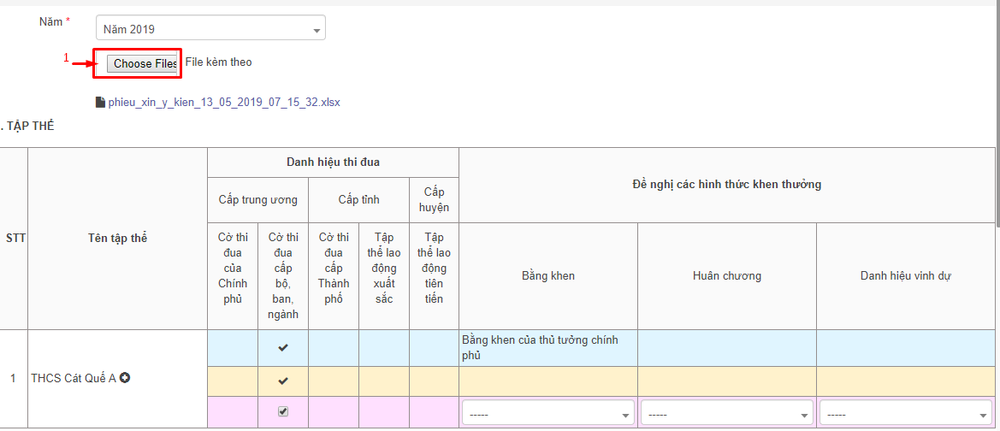 Năm *
Năm 2019
1
Choose Files
File kèm theo
phieu_xin_y_kien_13_05_2019_07_15_32.xlsx
. TẬP THỂ
STT
Tên tập thể
Danh hiệu thi đua
Đề nghị các hình thức khen thưởng
Cấp trung ương
Cấp tỉnh
Cấp
huyện
Cờ thi
đua
của
Chính
phủ
Cờ thi
đua
cấp
bộ,
ban,
ngành
Cờ thi
đua
cấp
Thành
phố
Tập
thể lao
động
xuất
sắc
Tập
thể lao
động
tiên
tiến
Bằng khen
Huân chương
Danh hiệu vinh dự
1
THCS Cát Quế A
Bằng khen của thủ tưởng chính
phủ
-----
-----
-----